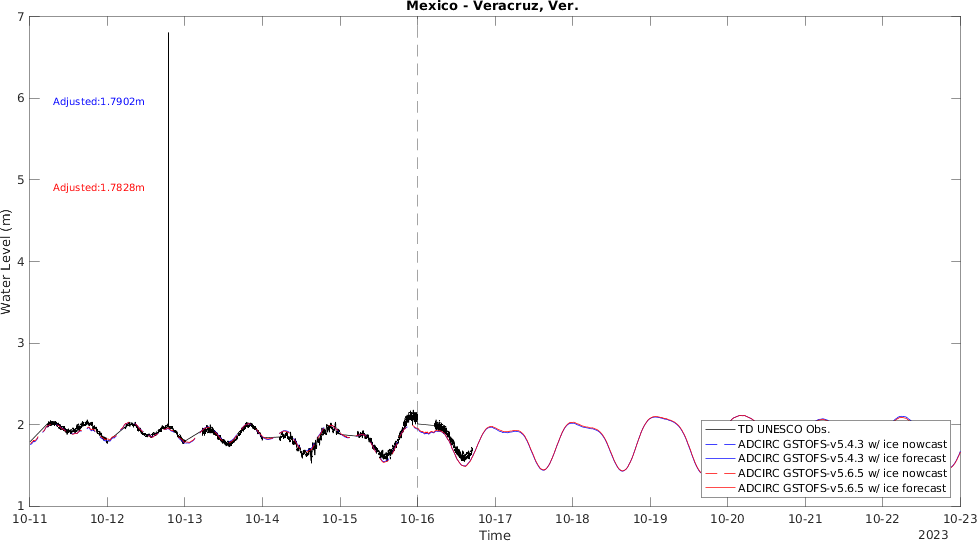 Mexico - Veracruz, Ver.
7
6
5
4
3
2
1
Water Level (m)
Adjusted:1.7902m
Adjusted:1.7828m
TD UNESCO Obs.
ADCIRC GSTOFS-v5.4.3 w/ ice nowcast
ADCIRC GSTOFS-v5.4.3 w/ ice forecast
ADCIRC GSTOFS-v5.6.5 w/ ice nowcast
ADCIRC GSTOFS-v5.6.5 w/ ice forecast
10-11 10-12 10-13 10-14 10-15 10-16 10-17 10-18 10-19 10-20 10-21 10-22 10-23
Time
2023